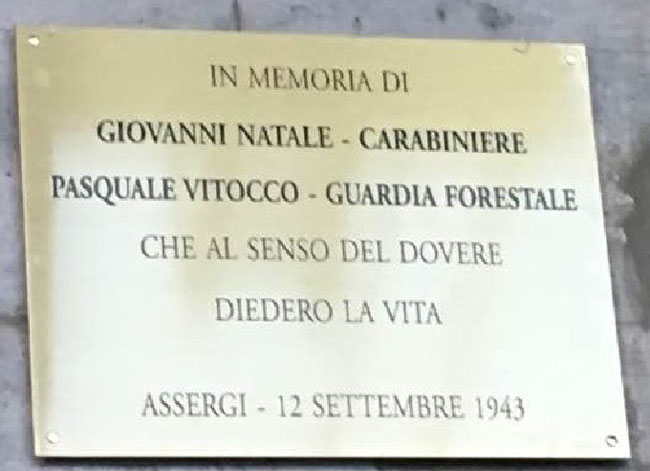 IN MEMORIA DI
GIOVANNI NATALE - CARABINIERE
PASQUALE VITOCCO - GUARDIA FORESTALE
CHE AL SENSO DEL DOVERE
DIEDERO LA VITA
ASSERGI - 12 SETTEMBRE 1943